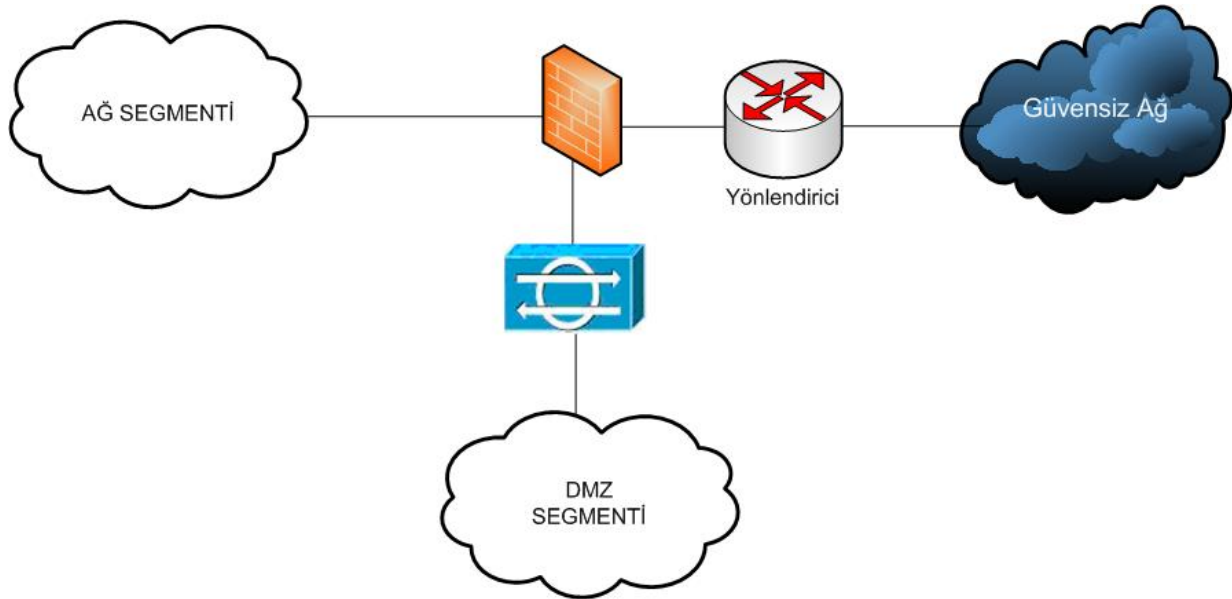 AĞ SEGMENTİ
Güvensiz Ağ
Yönlendirici
DMZ
SEGMENTİ